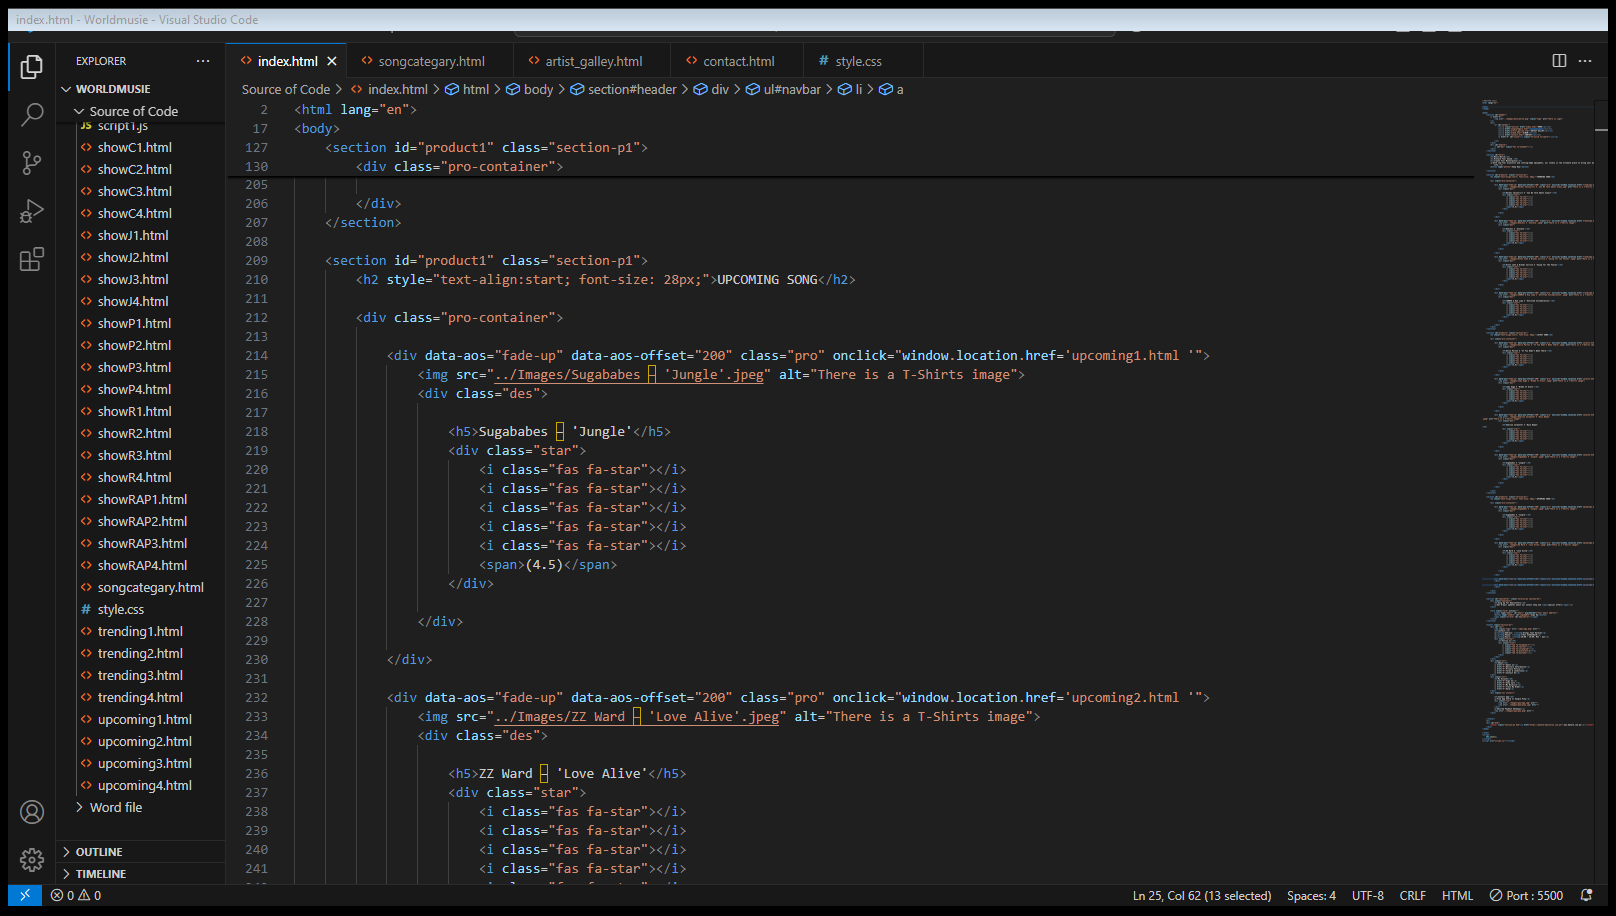 index.html - Worldmusie - Visual Studio Code
EXPLORER
index.html
songcategary.html
artist_galley.html
contact.html
style.css
WORLDMUSIE
Source of Code
script1.js
showC1.html
showC2.html
showC3.html
showC4.html
showJ1.html
showJ2.html
showJ3.html
showJ4.html
showP1.html
showP2.html
showP3.html
showP4.html
showR1.html
showR2.html
showR3.html
showR4.html
showRAP1.html
showRAP2.html
showRAP3.html
showRAP4.html
songcategary.html
style.css
trending1.html
trending2.html
trending3.html
trending4.html
upcoming1.html
upcoming2.html
upcoming3.html
upcoming4.html
Word file
OUTLINE
TIMELINE
Source of Code > index.html > html > body > section#header > div > ul#navbar > li > a
2 <html lang="en">
17 <body>
127 <section id="product1" class="section-p1">
130 <div class="pro-container">
205
206 </div>
207 </section>
208
209 <section id="product1" class="section-p1">
210 <h2 style="text-align:start; font-size: 28px;">UPCOMING SONG</h2>
211
212 <div class="pro-container">
213
214 <div data-aos="fade-up" data-aos-offset="200" class="pro" onclick="window.location.href='upcoming1.html '">
215 <img src="../Images/Sugababes – 'Jungle'.jpeg" alt="There is a T-Shirts image">
216 <div class="des">
217
218 <h5>Sugababes – 'Jungle'</h5>
219 <div class="star">
220 <i class="fas fa-star"></i>
221 <i class="fas fa-star"></i>
222 <i class="fas fa-star"></i>
223 <i class="fas fa-star"></i>
224 <i class="fas fa-star"></i>
225 <span>(4.5)</span>
226 </div>
227
228 </div>
229
230 </div>
231
232 <div data-aos="fade-up" data-aos-offset="200" class="pro" onclick="window.location.href='upcoming2.html '">
233 <img src="../Images/ZZ Ward – 'Love Alive'.jpeg" alt="There is a T-Shirts image">
234 <div class="des">
235
236 <h5>ZZ Ward – 'Love Alive'</h5>
237 <div class="star">
238 <i class="fas fa-star"></i>
239 <i class="fas fa-star"></i>
240 <i class="fas fa-star"></i>
241 <i class="fas fa-star"></i>
0 0
Ln 25, Col 62 (13 selected)
Spaces: 4
UTF-8
CRLF
HTML
Port : 5500